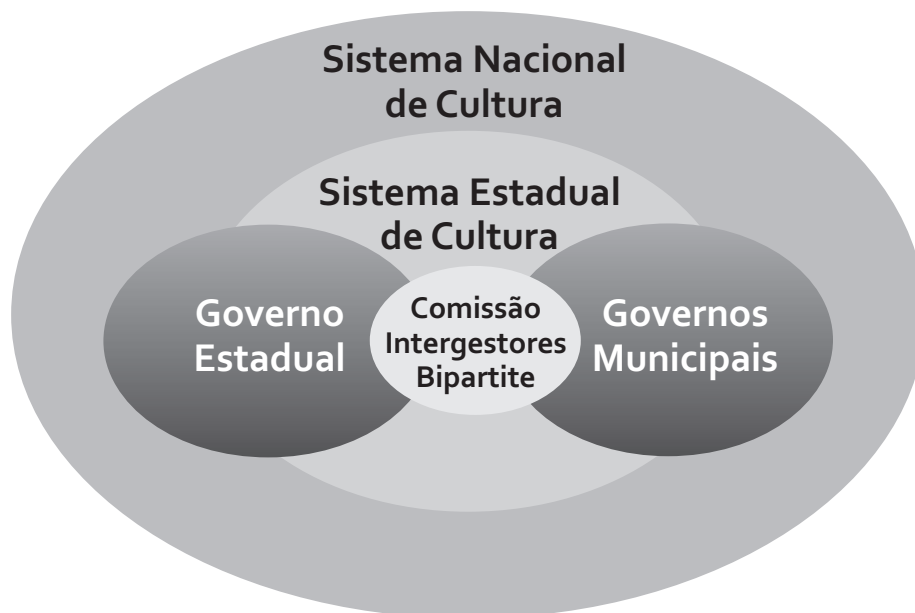 Sistema Nacional
de Cultura
Sistema Estadual
de Cultura
Governo
Estadual
Comissão
Intergestores
Bipartite
Governos
Municipais